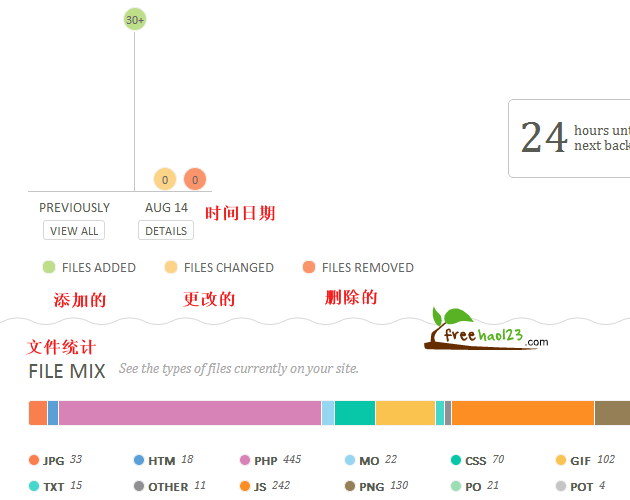 30+
24 hours unt
next back
0 0
PREVIOUSLY AUG 14 时间日期
VIEW ALL DETAILS
FILES ADDED FILES CHANGED FILES REMOVED
添加的 更改的 删除的
freehao123.com
文件统计
FILE MIX See the types of files currently on your site.
JPG 33 HTM 18 PHP 445 MO 22 CSS 70 GIF 102
TXT 15 OTHER 11 JS 242 PNG 130 PO 21 POT 4